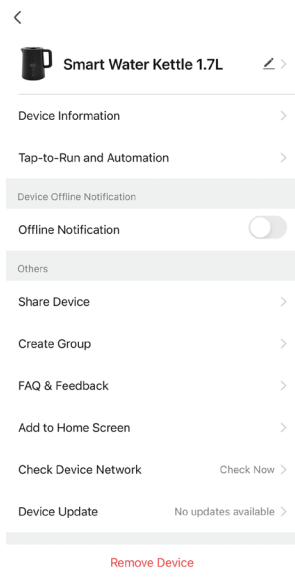 Smart Water Kettle 1.7L
Device Information
Tap-to-Run and Automation
Device Offline Notification
Offline Notification
Others
Share Device
Create Group
FAQ & Feedback
Add to Home Screen
Check Device Network Check Now
Device Update No updates available
Remove Device